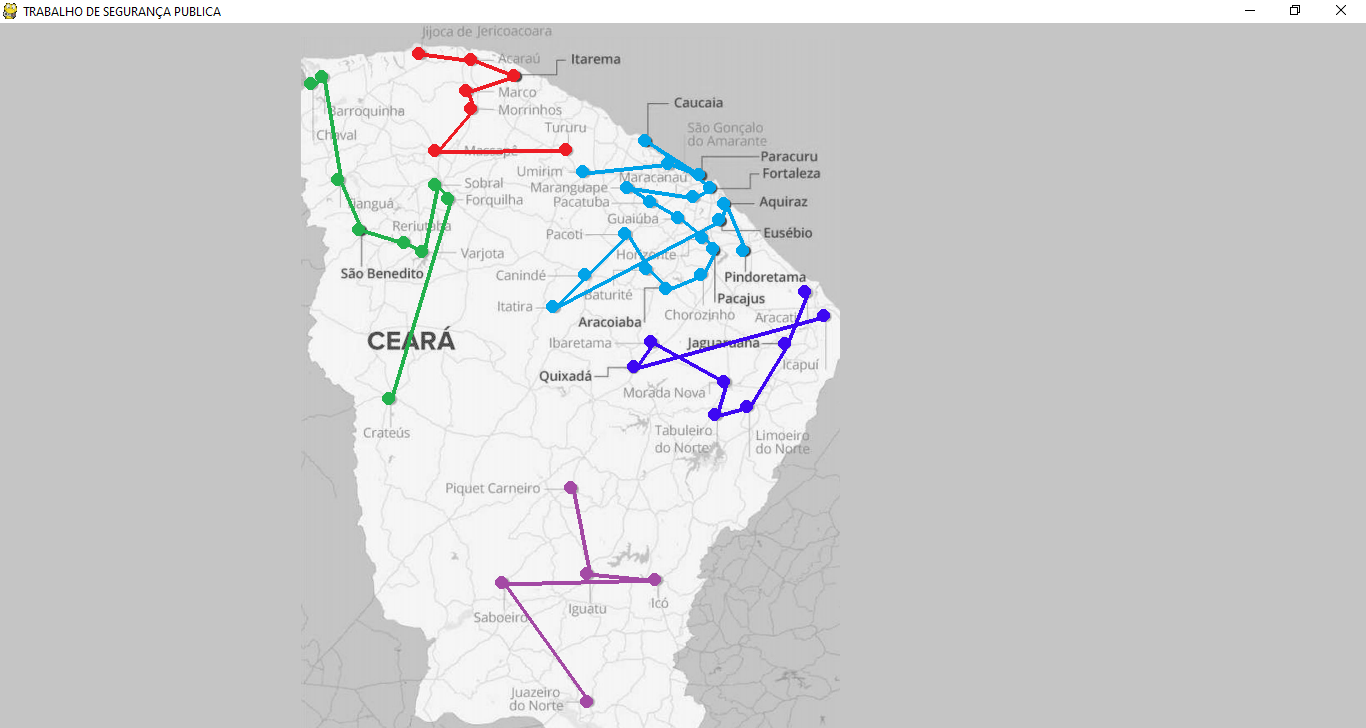 TRABALHO DE SEGURANÇA PUBLICA
Jijoca de Jericoacoara
Acaraú
Itarema
Marco
Caucaia
Barroquinha
Morrinhos
Chaval
Tururu
São Gonçalo
do Amarante
Massapê
Paracuru
Umirim
Fortaleza
Maracanaú
Sobral
Maranguape
Forquilha
Pacatuba
Aquiraz
Tianguá
Guaiúba
Reriutaba
Eusébio
Pacoti
Varjota
Horizonte
São Benedito
Canindé
Pindoretama
Baturité
Pacajus
Itatira
Chorozinho
Aracati
Aracoiaba
CEARÁ
Ibaretama
Jaguaruana
Icapuí
Quixadá
Morada Nova
Crateús
Tabuleiro
do Norte
Limoeiro
do Norte
Piquet Carneiro
Icó
Iguatu
Saboeiro
Juazeiro
do Norte